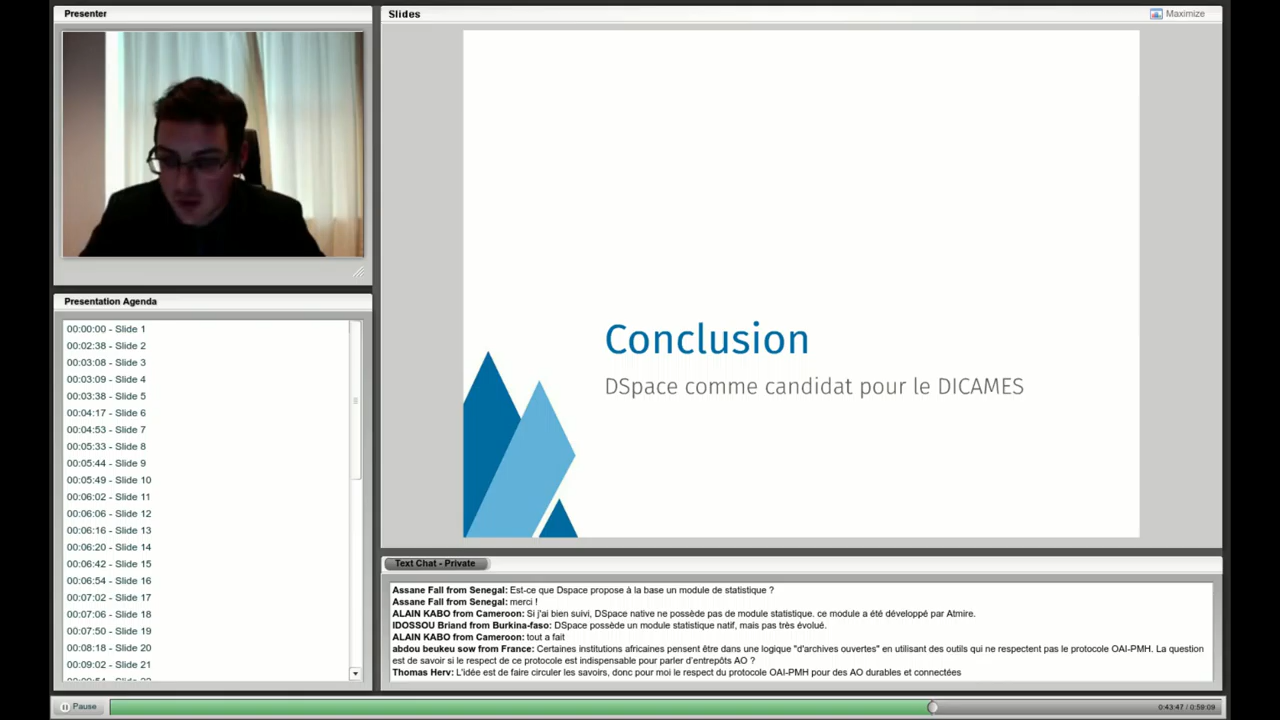 Presenter
Slides
Maximize
Conclusion
DSpace comme candidat pour le DICAMES
Presentation Agenda
00:00:00 - Slide 1
00:02:38 - Slide 2
00:03:08 - Slide 3
00:03:09 - Slide 4
00:03:38 - Slide 5
00:04:17 - Slide 6
00:04:53 - Slide 7
00:05:33 - Slide 8
00:05:44 - Slide 9
00:05:49 - Slide 10
00:06:02 - Slide 11
00:06:06 - Slide 12
00:06:16 - Slide 13
00:06:20 - Slide 14
00:06:42 - Slide 15
00:06:54 - Slide 16
00:07:02 - Slide 17
00:07:06 - Slide 18
00:07:50 - Slide 19
00:08:18 - Slide 20
00:09:02 - Slide 21
Text Chat - Private
Assane Fall from Senegal: Est-ce que Dspace propose à la base un module de statistique ?
Assane Fall from Senegal: merci !
ALAIN KABO from Cameroon: Si j'ai bien suivi, DSpace native ne possède pas de module statistique. ce module a été développé par Atmire.
IDOSSOU Briand from Burkina-faso: DSpace possède un module statistique natif, mais pas très évolué.
ALAIN KABO from Cameroon: tout a fait
abdou beukeu sow from France: Certaines institutions africaines pensent être dans une logique "d'archives ouvertes" en utilisant des outils qui ne respectent pas le protocole OAI-PMH. La question
est de savoir si le respect de ce protocole est indispensable pour parler d'entrepôts AO ?
Thomas Herv: L'idée est de faire circuler les savoirs, donc pour moi le respect du protocole OAI-PMH pour des AO durables et connectées
Pause
0:43:47 / 0:59:09